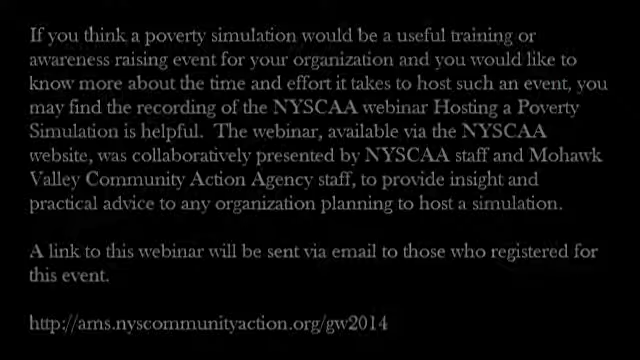 If you think a poverty simulation would be a useful training or
awareness raising event for your organization and you would like to
know more about the time and effort it takes to host such an event, you
may find the recording of the NYSCAA webinar Hosting a Poverty
Simulation is helpful.  The webinar, available via the NYSCAA
website, was collaboratively presented by NYSCAA staff and Mohawk
Valley Community Action Agency staff, to provide insight and
practical advice to any organization planning to host a simulation.
A link to this webinar will be sent via email to those who registered for
this event.
http://ams.nyscommunityaction.org/gw2014